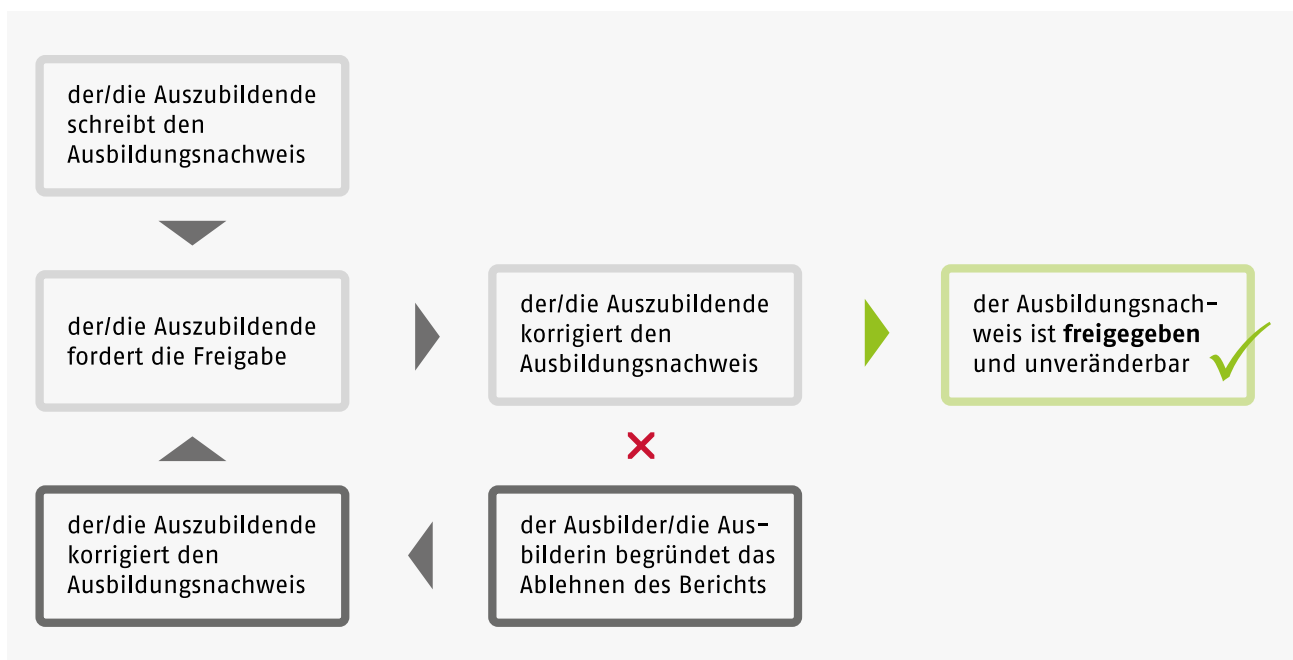 der/die Auszubildende
schreibt den
Ausbildungsnachweis
der/die Auszubildende
fordert die Freigabe
der/die Auszubildende
korrigiert den
Ausbildungsnachweis
der Ausbildungsnach-
weis ist freigegeben
und unveränderbar
der/die Auszubildende
korrigiert den
Ausbildungsnachweis
der Ausbilder/die Aus-
bilderin begründet das
Ablehnen des Berichts